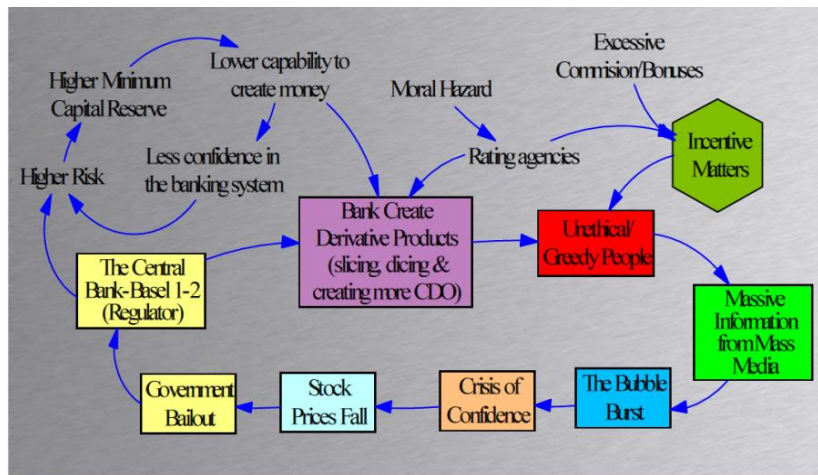 Excessive
Commision/Bonuses
Lower capability to
create money
Higher Minimum
Capital Reserve
Moral Hazard
Incentive
Matters
Less confidence in
the banking system
Rating agencies
Higher Risk
Bank Create
Derivative Products
(slicing, dicing &
creating more CDO)
Unethical/
Greedy People
The Central
Bank-Basel 1-2
(Regulator)
Massive
Information
from Mass
Media
Government
Bailout
Stock
Prices Fall
Crisis of
Confidence
The Bubble
Burst